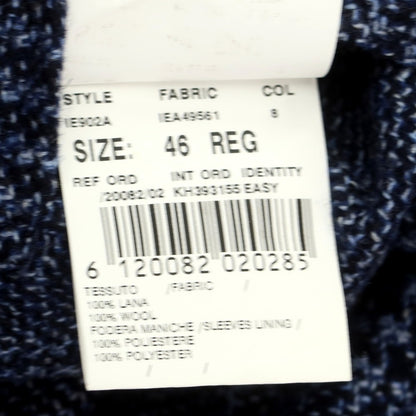 STYLE FABRIC COL
IE902A IEA49561 8
SIZE: 46 REG
REF ORD INT ORD IDENTITY
/20082/02 KH393155 EASY
6 120082 020285
TESSUTO /FABRIC /
100% LANA
100% WOOL
FODERA MANICHE /SLEEVES LINING /
100% POLIESTERE
100% POLYESTER
/ /